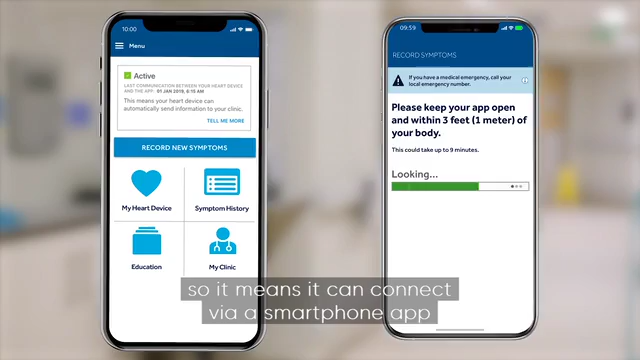 10:00
Menu
Active
LAST COMMUNICATION BETWEEN YOUR HEART DEVICE
AND THE APP: 01 JAN 2019, 6:15 AM
This means your heart device can
automatically send information to your clinic.
TELL ME MORE
RECORD NEW SYMPTOMS
My Heart Device
Symptom History
Education
My Clinic
09:59
RECORD SYMPTOMS
If you have a medical emergency, call your
local emergency number.
Please keep your app open
and within 3 feet (1 meter) of
your body.
This could take up to 9 minutes.
Looking...
so it means it can connect
via a smartphone app